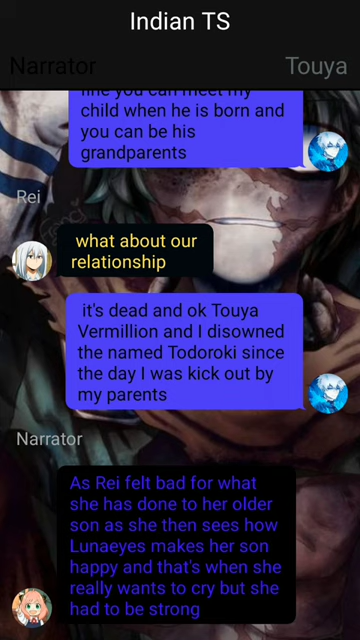 Indian TS
Narrator
Touya
fine you can meet my
child when he is born and
you can be his
grandparents
Rei
what about our
relationship
it's dead and ok Touya
Vermillion and I disowned
the named Todoroki since
the day I was kick out by
my parents
Narrator
As Rei felt bad for what
she has done to her older
son as she then sees how
Lunaeyes makes her son
happy and that's when she
really wants to cry but she
had to be strong